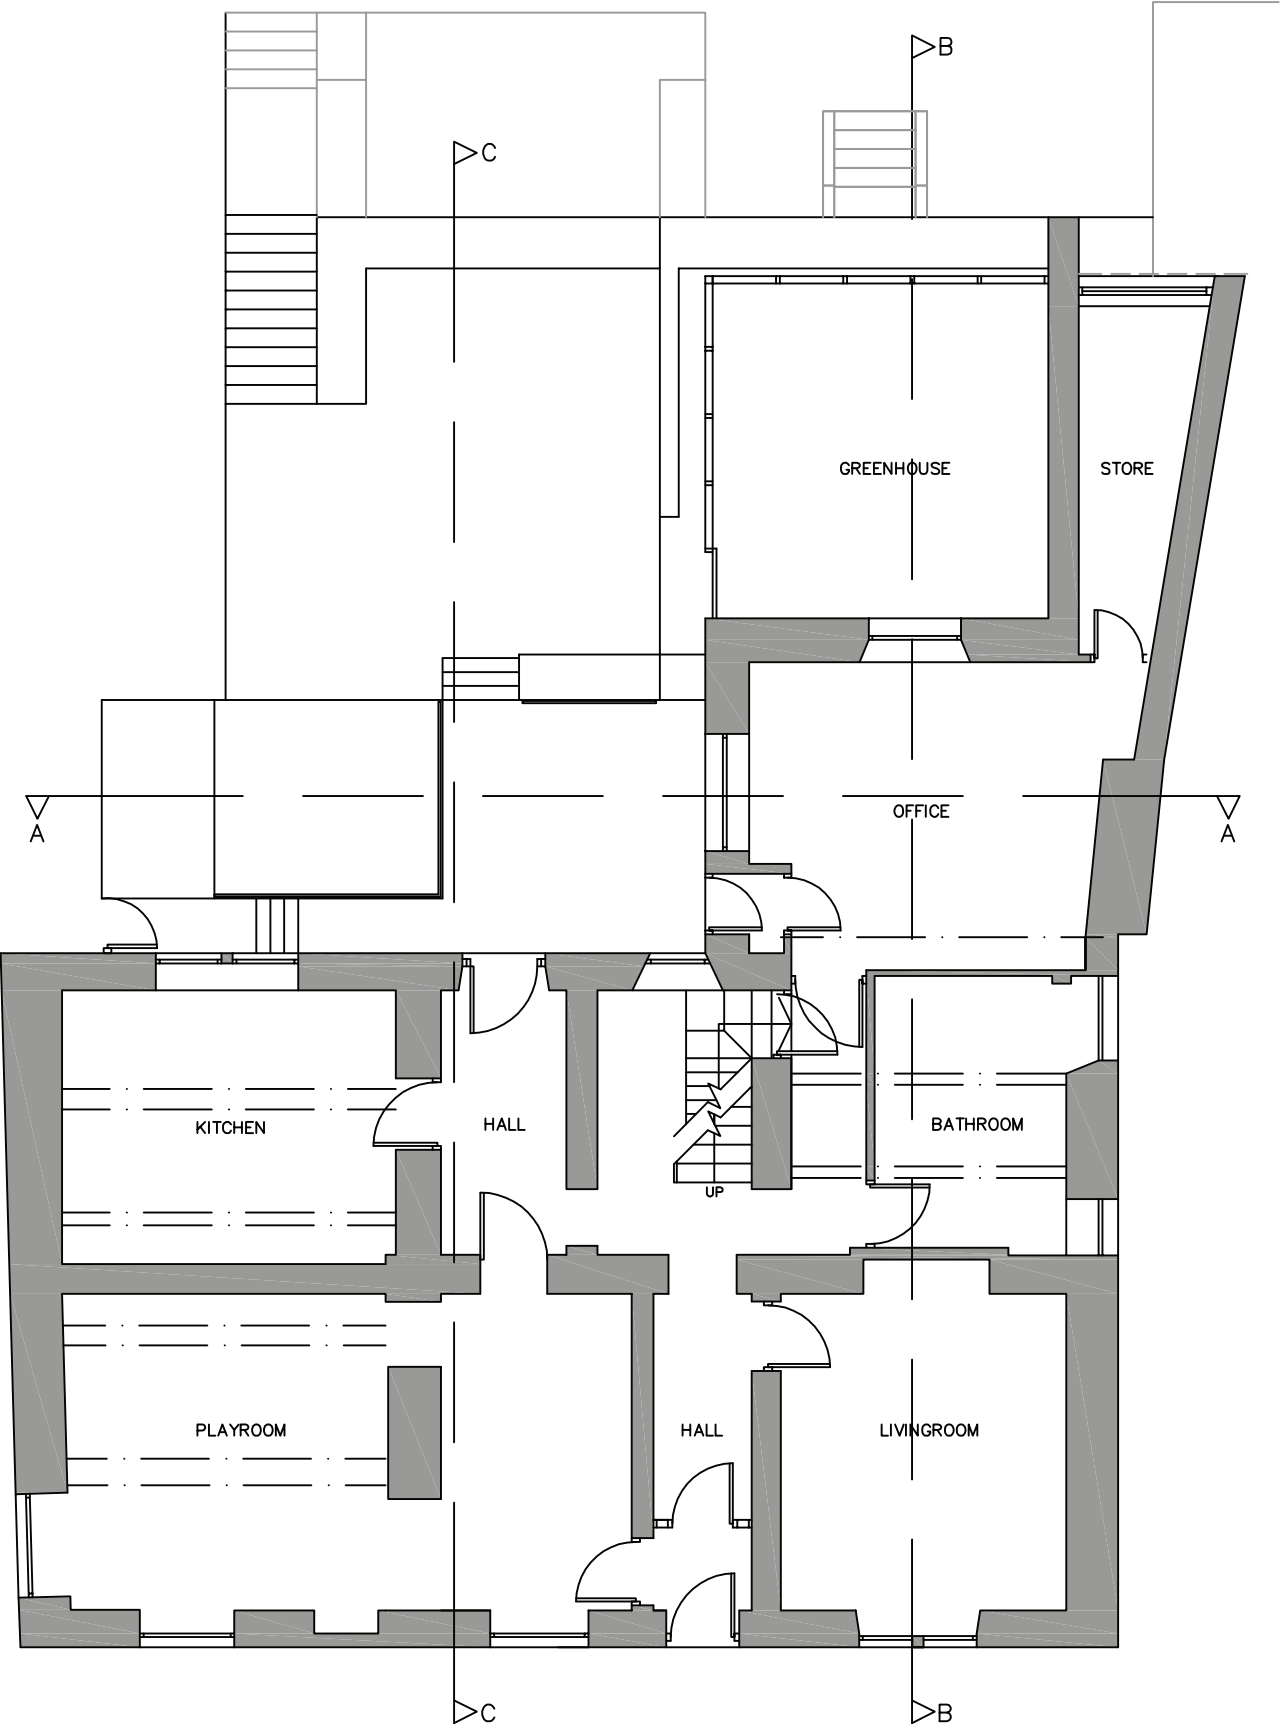 B
C
GREENHOUSE
STORE
OFFICE
A
A
KITCHEN
HALL
BATHROOM
UP
PLAYROOM
HALL
LIVINGROOM
C
B